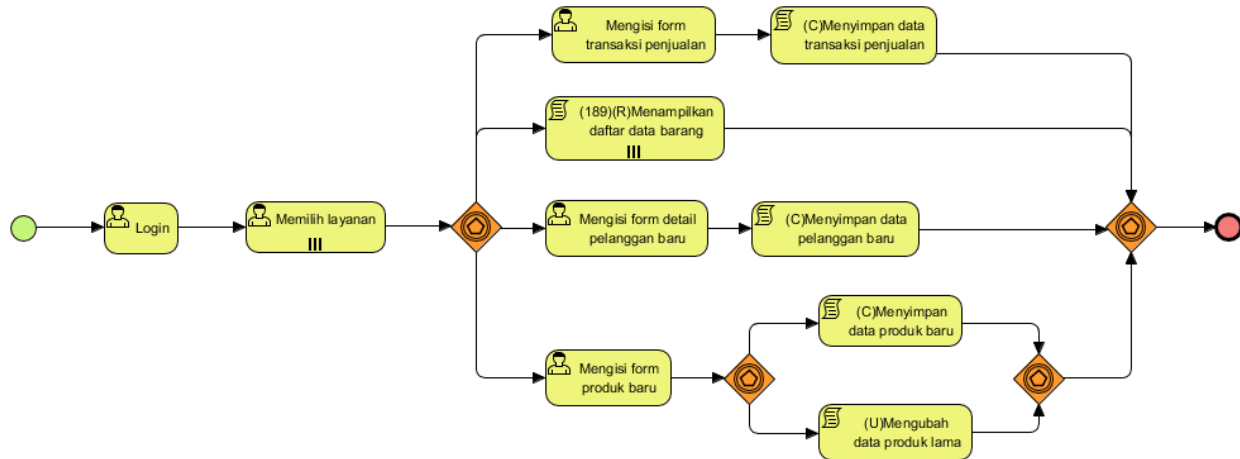 Mengisi form
transaksi penjualan
(C)Menyimpan data
transaksi penjualan
(189)(R)Menampilkan
daftar data barang
Login
Memilih layanan
Mengisi form detail
pelanggan baru
(C)Menyimpan data
pelanggan baru
Mengisi form
produk baru
(C)Menyimpan
data produk baru
(U)Mengubah
data produk lama